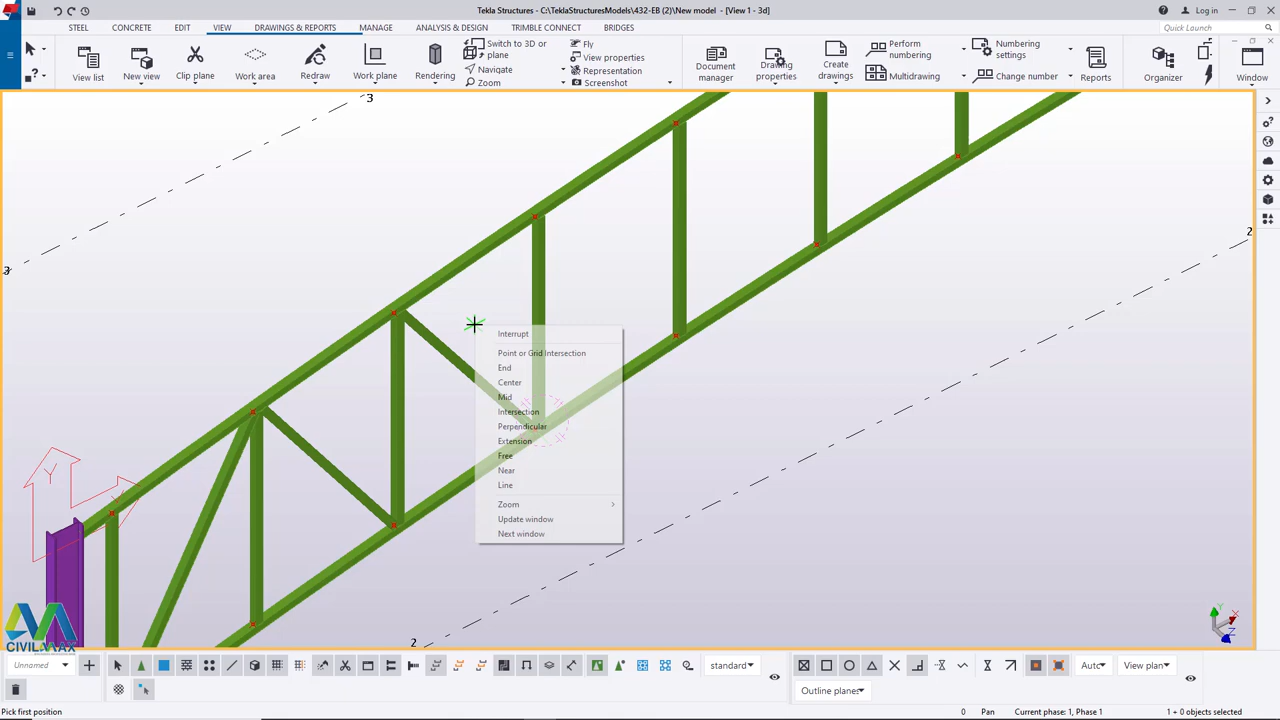 Tekla Structures - C:\TeklaStructuresModels\432-EB (2)\New model - [View 1 - 3d]
Log in
STEEL CONCRETE EDIT VIEW DRAWINGS & REPORTS MANAGE ANALYSIS & DESIGN TRIMBLE CONNECT BRIDGES
Quick Launch
View list
New view
Clip plane
Work area
Redraw
Work plane
Rendering
Switch to 3D or
plane
Navigate
Zoom
Fly
View properties
Representation
Screenshot
Document
manager
Drawing
properties
Create
drawings
Perform
numbering
Multidrawing
Numbering
settings
Change number
Reports
Organizer
Window
3
3
2
2
Y
Interrupt
Point or Grid Intersection
End
Center
Mid
Intersection
Perpendicular
Extension
Free
Near
Line
Zoom
Update window
Next window
CIVILMAX
Y
X
Z
Unnamed
standard
Auto
View plan
Outline planes
Pick first position
0 Pan Current phase: 1, Phase 1 1 + 0 objects selected